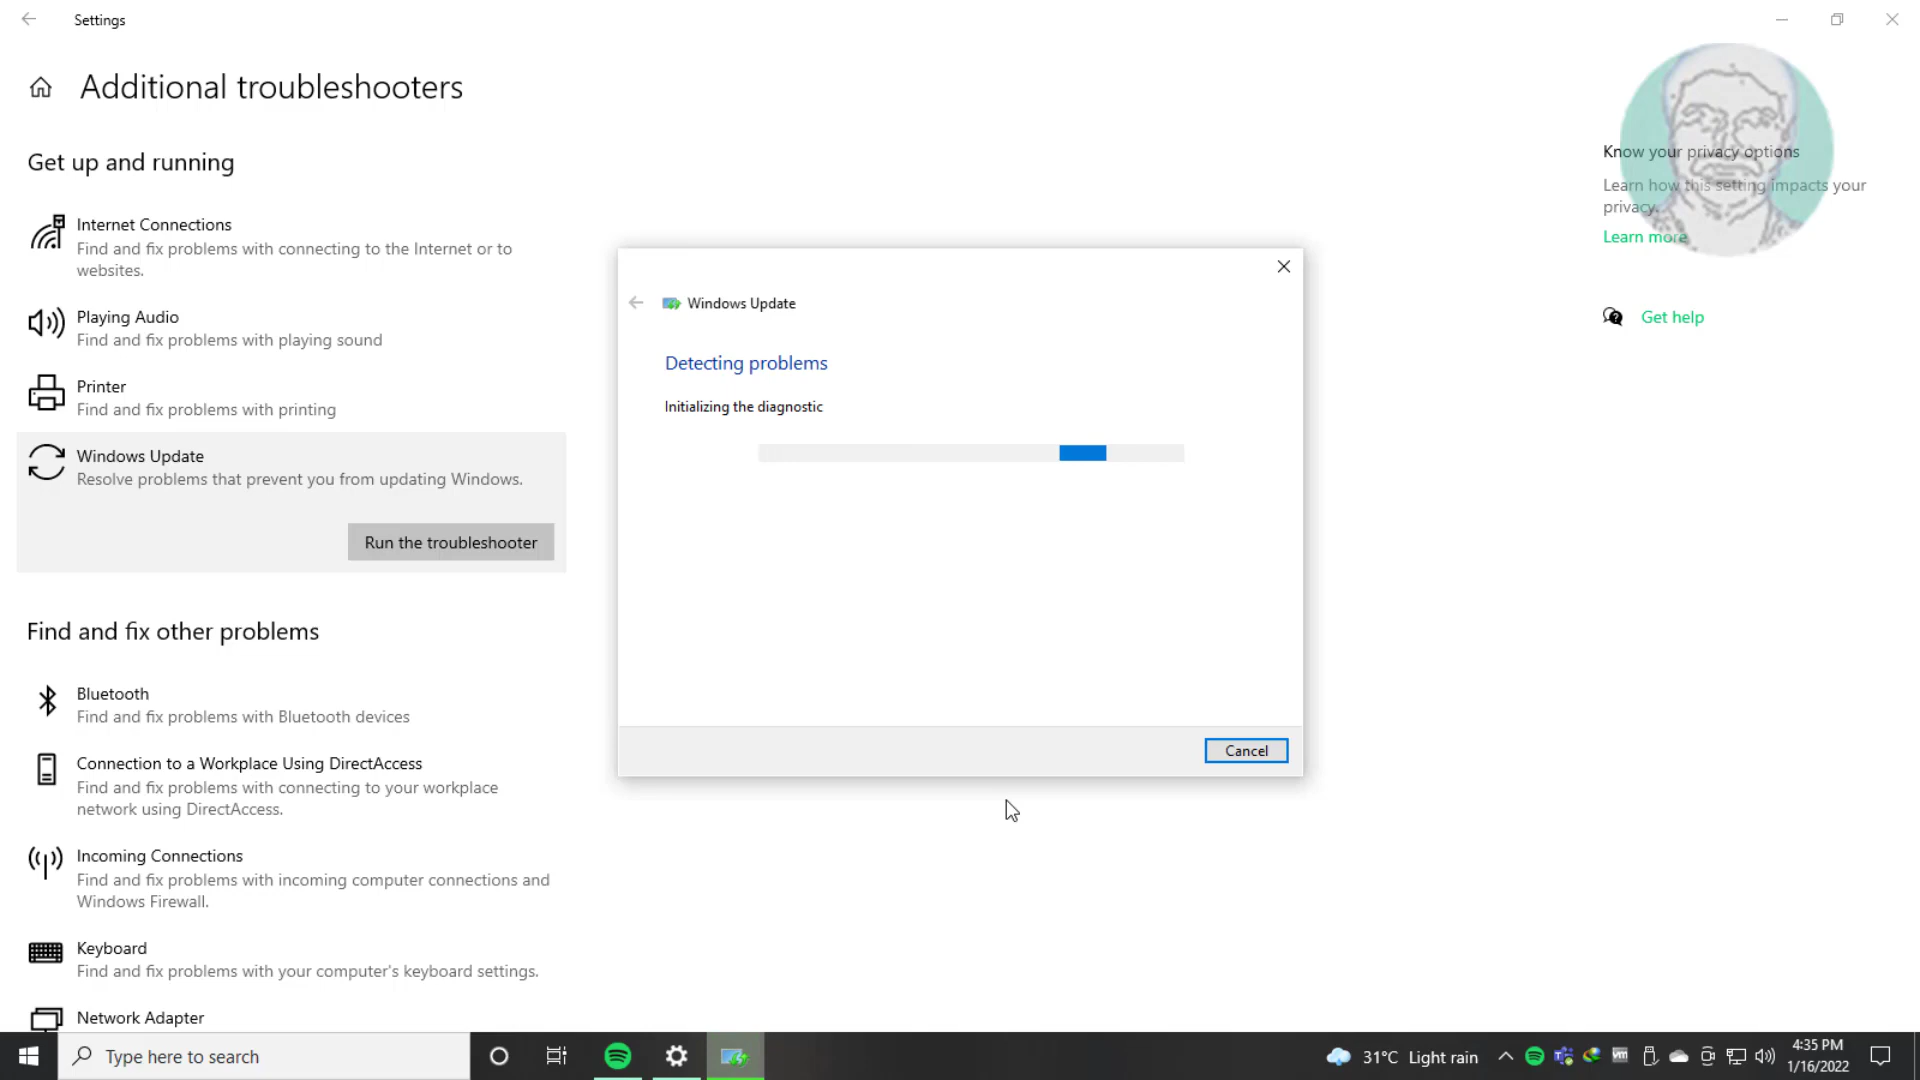 Settings
Additional troubleshooters
Get up and running
Internet Connections
Find and fix problems with connecting to the Internet or to
websites.
Playing Audio
Find and fix problems with playing sound
Printer
Find and fix problems with printing
Windows Update
Resolve problems that prevent you from updating Windows.
Run the troubleshooter
Find and fix other problems
Bluetooth
Find and fix problems with Bluetooth devices
Connection to a Workplace Using DirectAccess
Find and fix problems with connecting to your workplace
network using DirectAccess.
Incoming Connections
Find and fix problems with incoming computer connections and
Windows Firewall.
Keyboard
Find and fix problems with your computer's keyboard settings.
Network Adapter
Windows Update
Detecting problems
Initializing the diagnostic
Cancel
Know your privacy options
Learn how this setting impacts your
privacy.
Learn more
Get help
Type here to search
31°C Light rain
4:35 PM
1/16/2022